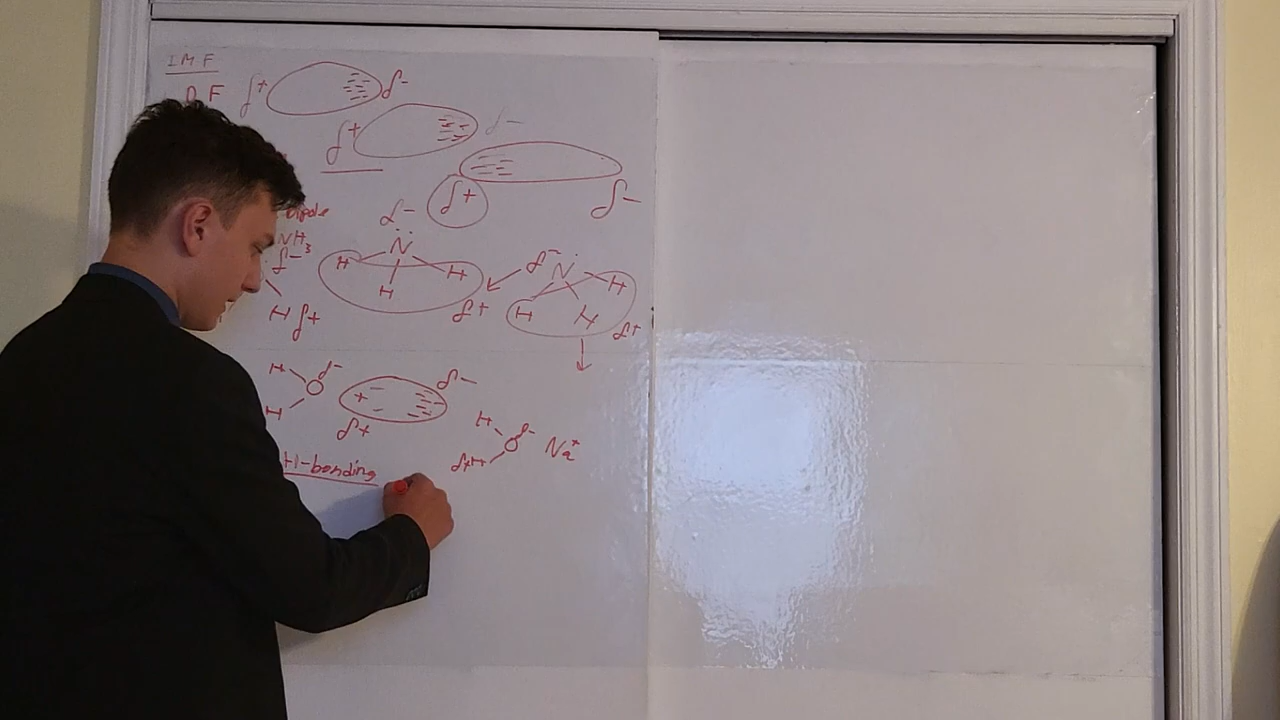 IMF
DF δ+ δ-
δ+ δ-
δ+ δ-
Dipole
NH3
δ-
H δ+
δ-
N
H H
H
δ+
δ-
N
H
H H
δ+
H δ-
O
H
+
δ-
δ+
H δ-
O Na+
δ+H
H-bonding